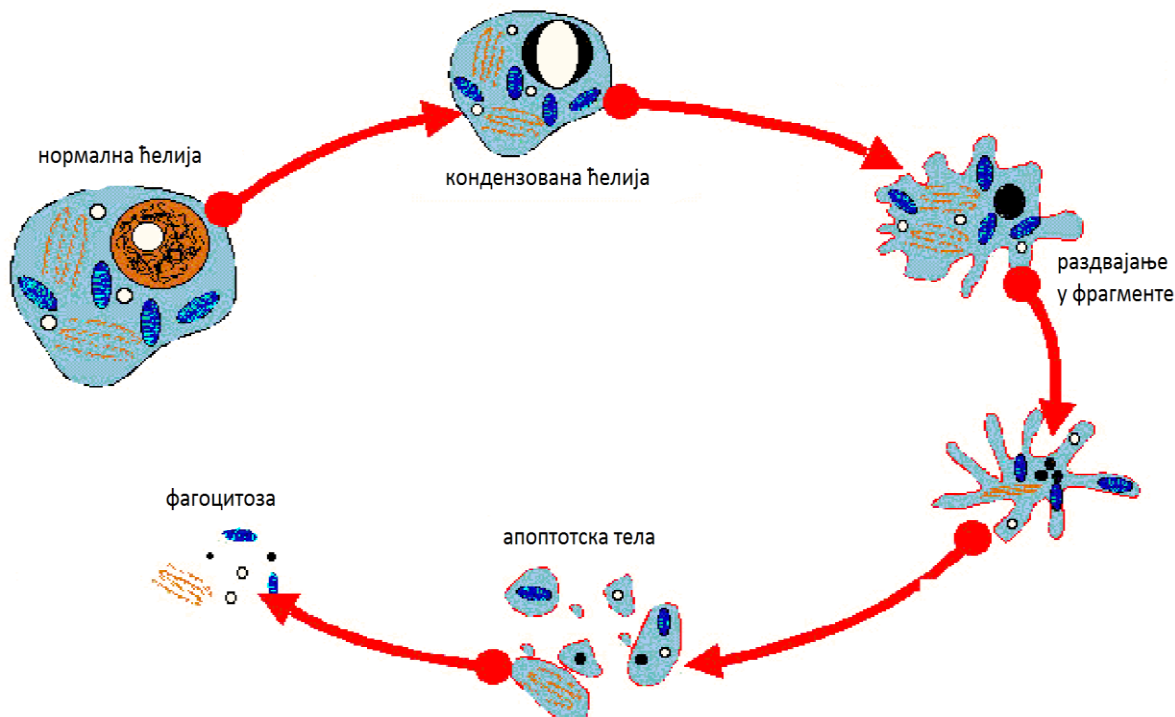 нормална ћелија
кондензована ћелија
раздвајање
у фрагменте
апоптотска тела
фагоцитоза